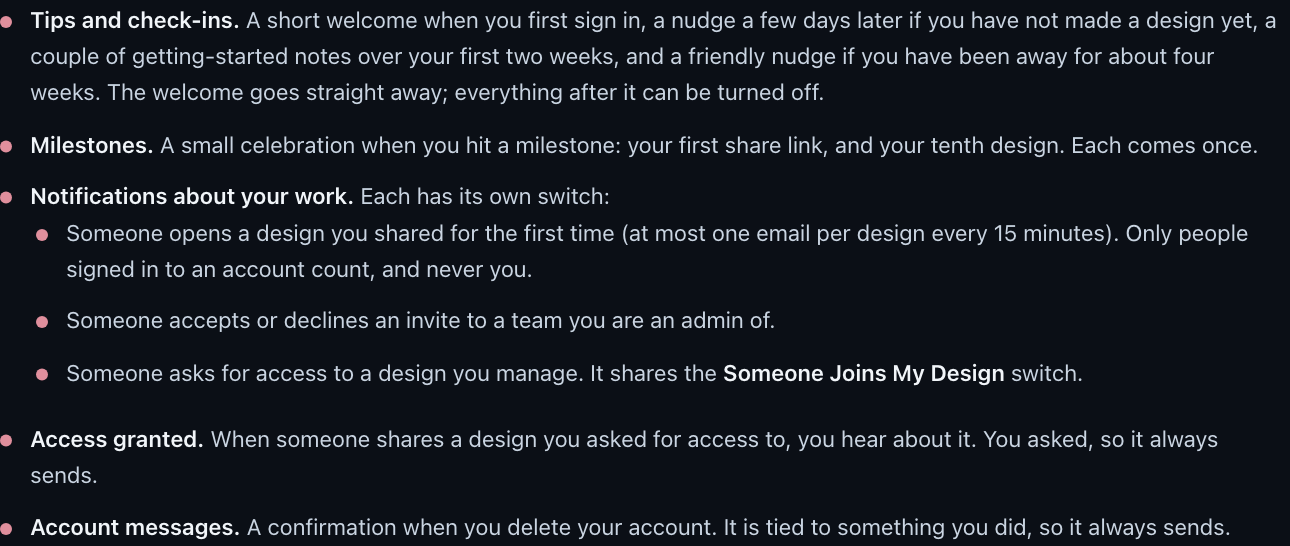 Tips and check-ins. A short welcome when you first sign in, a nudge a few days later if you have not made a design yet, a
couple of getting-started notes over your first two weeks, and a friendly nudge if you have been away for about four
weeks. The welcome goes straight away; everything after it can be turned off.
Milestones. A small celebration when you hit a milestone: your first share link, and your tenth design. Each comes once.
Notifications about your work. Each has its own switch:
Someone opens a design you shared for the first time (at most one email per design every 15 minutes). Only people
signed in to an account count, and never you.
Someone accepts or declines an invite to a team you are an admin of.
Someone asks for access to a design you manage. It shares the Someone Joins My Design switch.
Access granted. When someone shares a design you asked for access to, you hear about it. You asked, so it always
sends.
Account messages. A confirmation when you delete your account. It is tied to something you did, so it always sends.